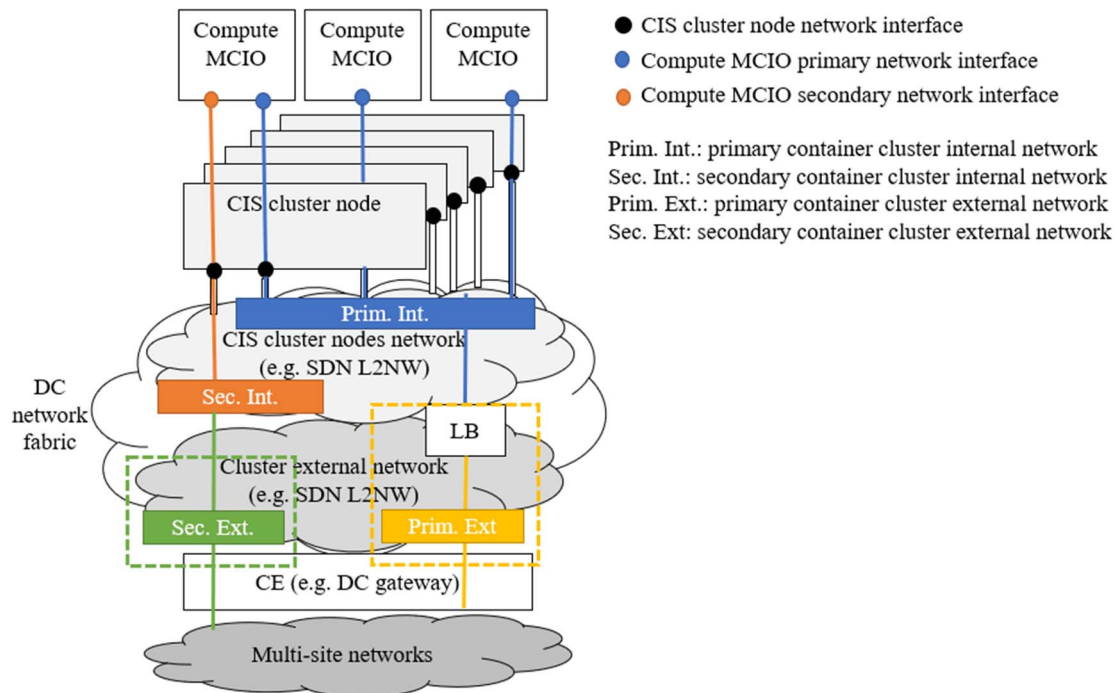 Compute
MCIO
Compute
MCIO
Compute
MCIO
CIS cluster node network interface
Compute MCIO primary network interface
Compute MCIO secondary network interface
Prim. Int.: primary container cluster internal network
Sec. Int.: secondary container cluster internal network
Prim. Ext.: primary container cluster external network
Sec. Ext: secondary container cluster external network
CIS cluster node
Prim. Int.
CIS cluster nodes network
(e.g. SDN L2NW)
DC
network
fabric
Sec. Int.
LB
Cluster external network
(e.g. SDN L2NW)
Sec. Ext.
Prim. Ext
CE (e.g. DC gateway)
Multi-site networks